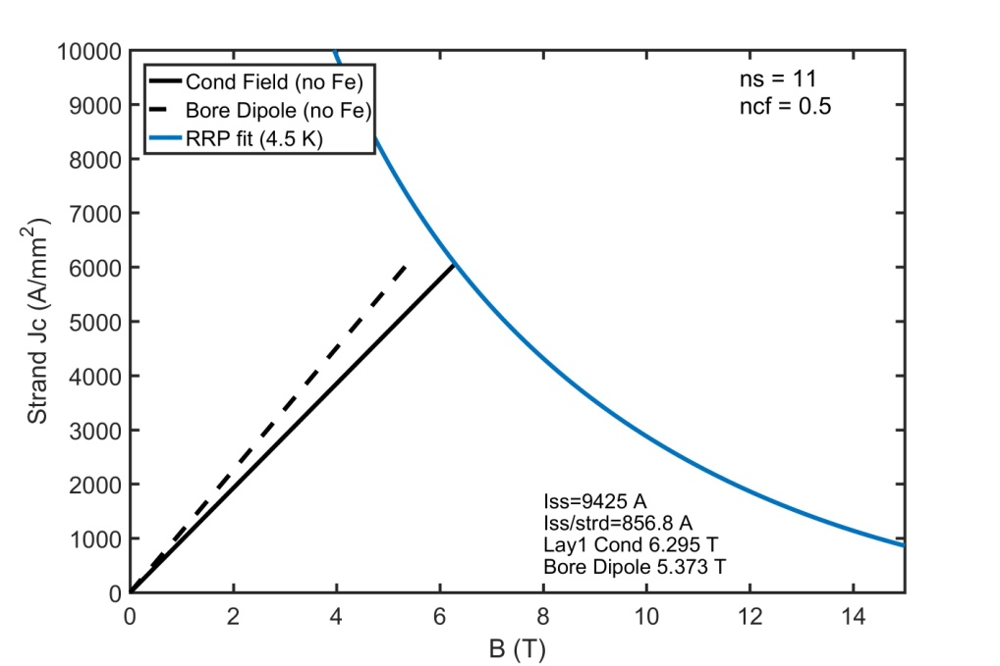 10000
9000
8000
7000
6000
5000
4000
3000
2000
1000
0
Strand Jc (A/mm²)
Cond Field (no Fe)
Bore Dipole (no Fe)
RRP fit (4.5 K)
ns = 11
ncf = 0.5
Iss=9425 A
Iss/strd=856.8 A
Lay1 Cond 6.295 T
Bore Dipole 5.373 T
0 2 4 6 8 10 12 14
B (T)